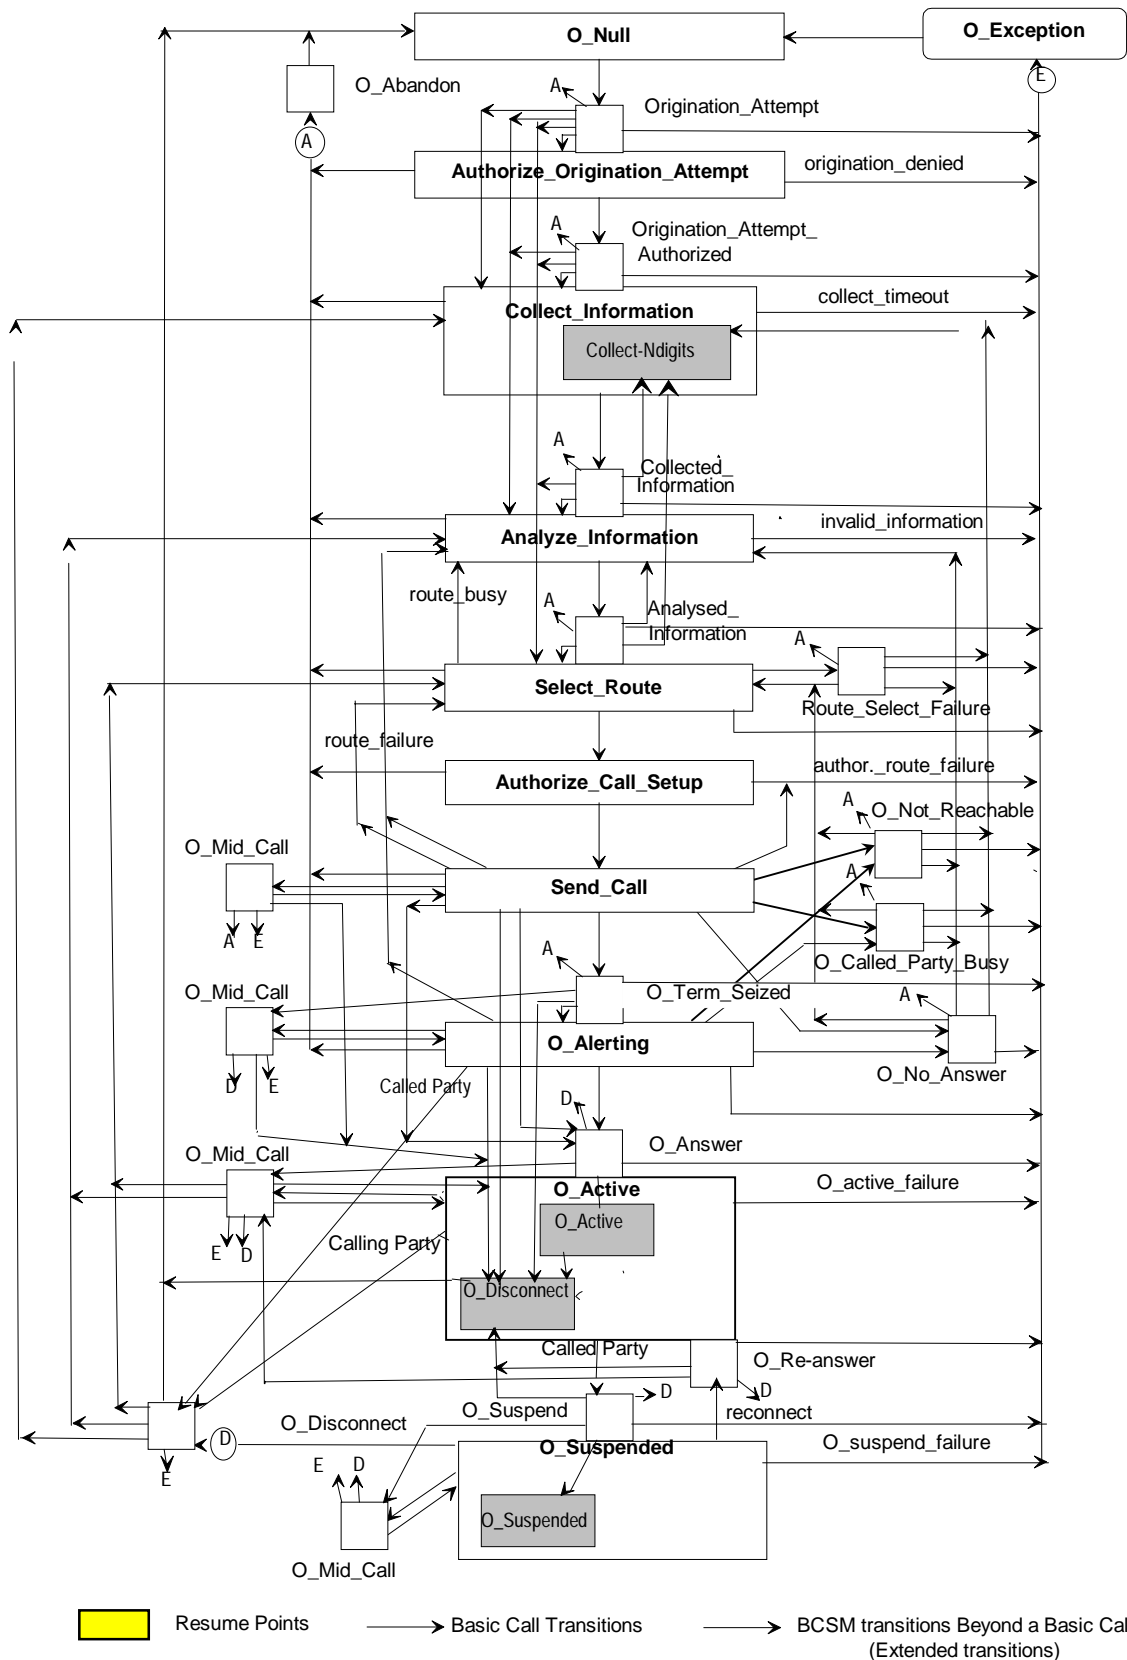 O_Null
O_Exception
E
O_Abandon
A
Origination_Attempt
A
Authorize_Origination_Attempt
origination_denied
A
Origination_Attempt_
Authorized
collect_timeout
Collect_Information
Collect-Ndigits
A
Collected_
Information
invalid_information
Analyze_Information
route_busy
A
Analysed_
Information
A
Select_Route
Route_Select_Failure
route_failure
author._route_failure
Authorize_Call_Setup
A
O_Not_Reachable
O_Mid_Call
A
Send_Call
A
E
A
O_Called_Party_Busy
O_Mid_Call
O_Term_Seized
A
O_Alerting
D
E
Called Party
O_No_Answer
D
O_Mid_Call
O_Answer
O_Active
O_active_failure
O_Active
E
D
Calling Party
O_Disconnect
Called Party
O_Re-answer
D
D
O_Suspend
reconnect
O_Disconnect
D
O_Suspended
O_suspend_failure
E
E
D
O_Suspended
O_Mid_Call
Resume Points
Basic Call Transitions
BCSM transitions Beyond a Basic Cal
(Extended transitions)